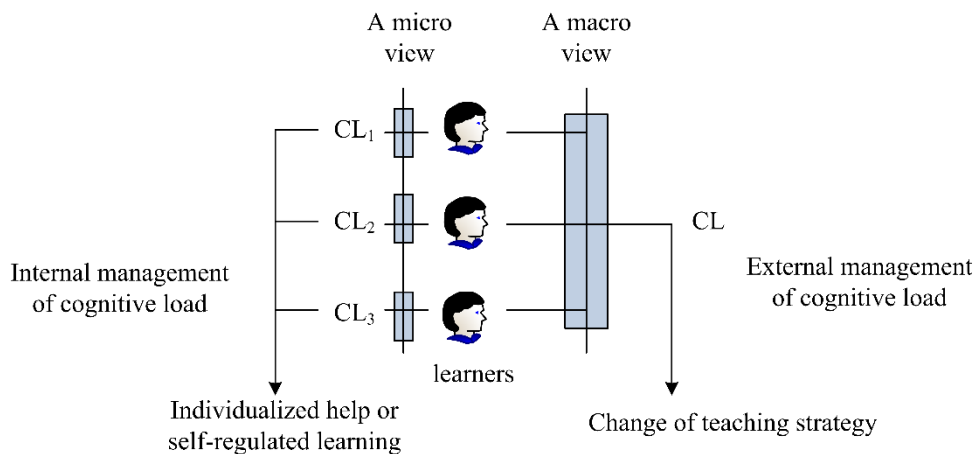 A micro
view
A macro
view
CL1
CL2
CL
CL3
Internal management
of cognitive load
External management
of cognitive load
learners
Individualized help or
self-regulated learning
Change of teaching strategy